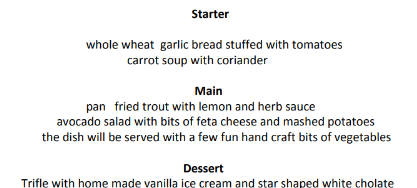 Starter
whole wheat garlic bread stuffed with tomatoes
carrot soup with coriander
Main
pan fried trout with lemon and herb sauce
avocado salad with bits of feta cheese and mashed potatoes
the dish will be served with a few fun hand craft bits of vegetables
Dessert
Trifle with home made vanilla ice cream and star shaped white cholate